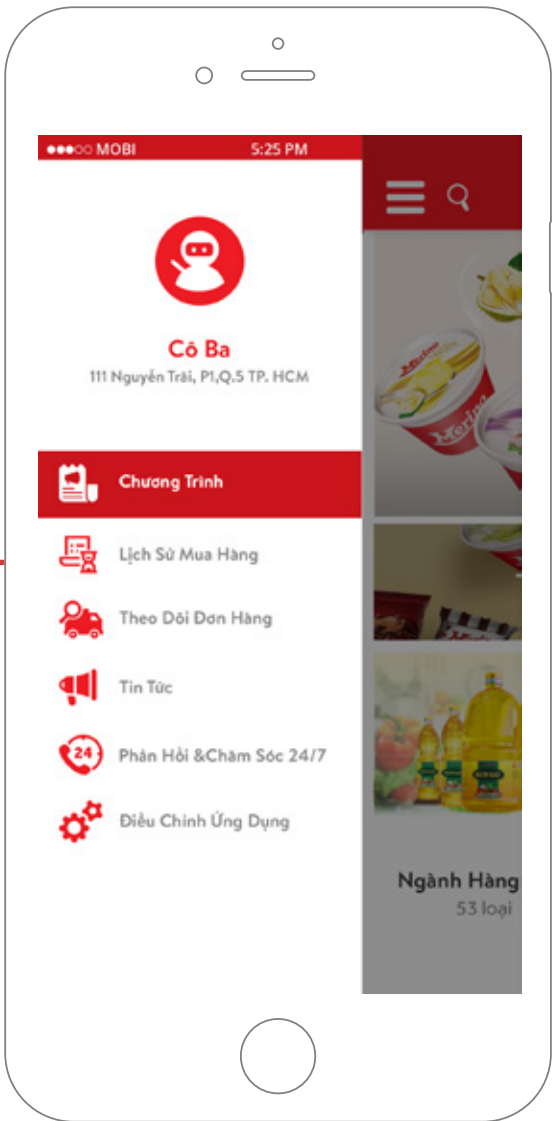 MOBI
5:25 PM
Cô Ba
111 Nguyễn Trãi, P1,Q.5 TP. HCM
Chương Trình
Lịch Sử Mua Hàng
Theo Dõi Đơn Hàng
Tin Tức
24
Phản Hồi &Chăm Sóc 24/7
Điều Chỉnh Ứng Dụng
Merino
Merino
Ngành Hàng
53 loại